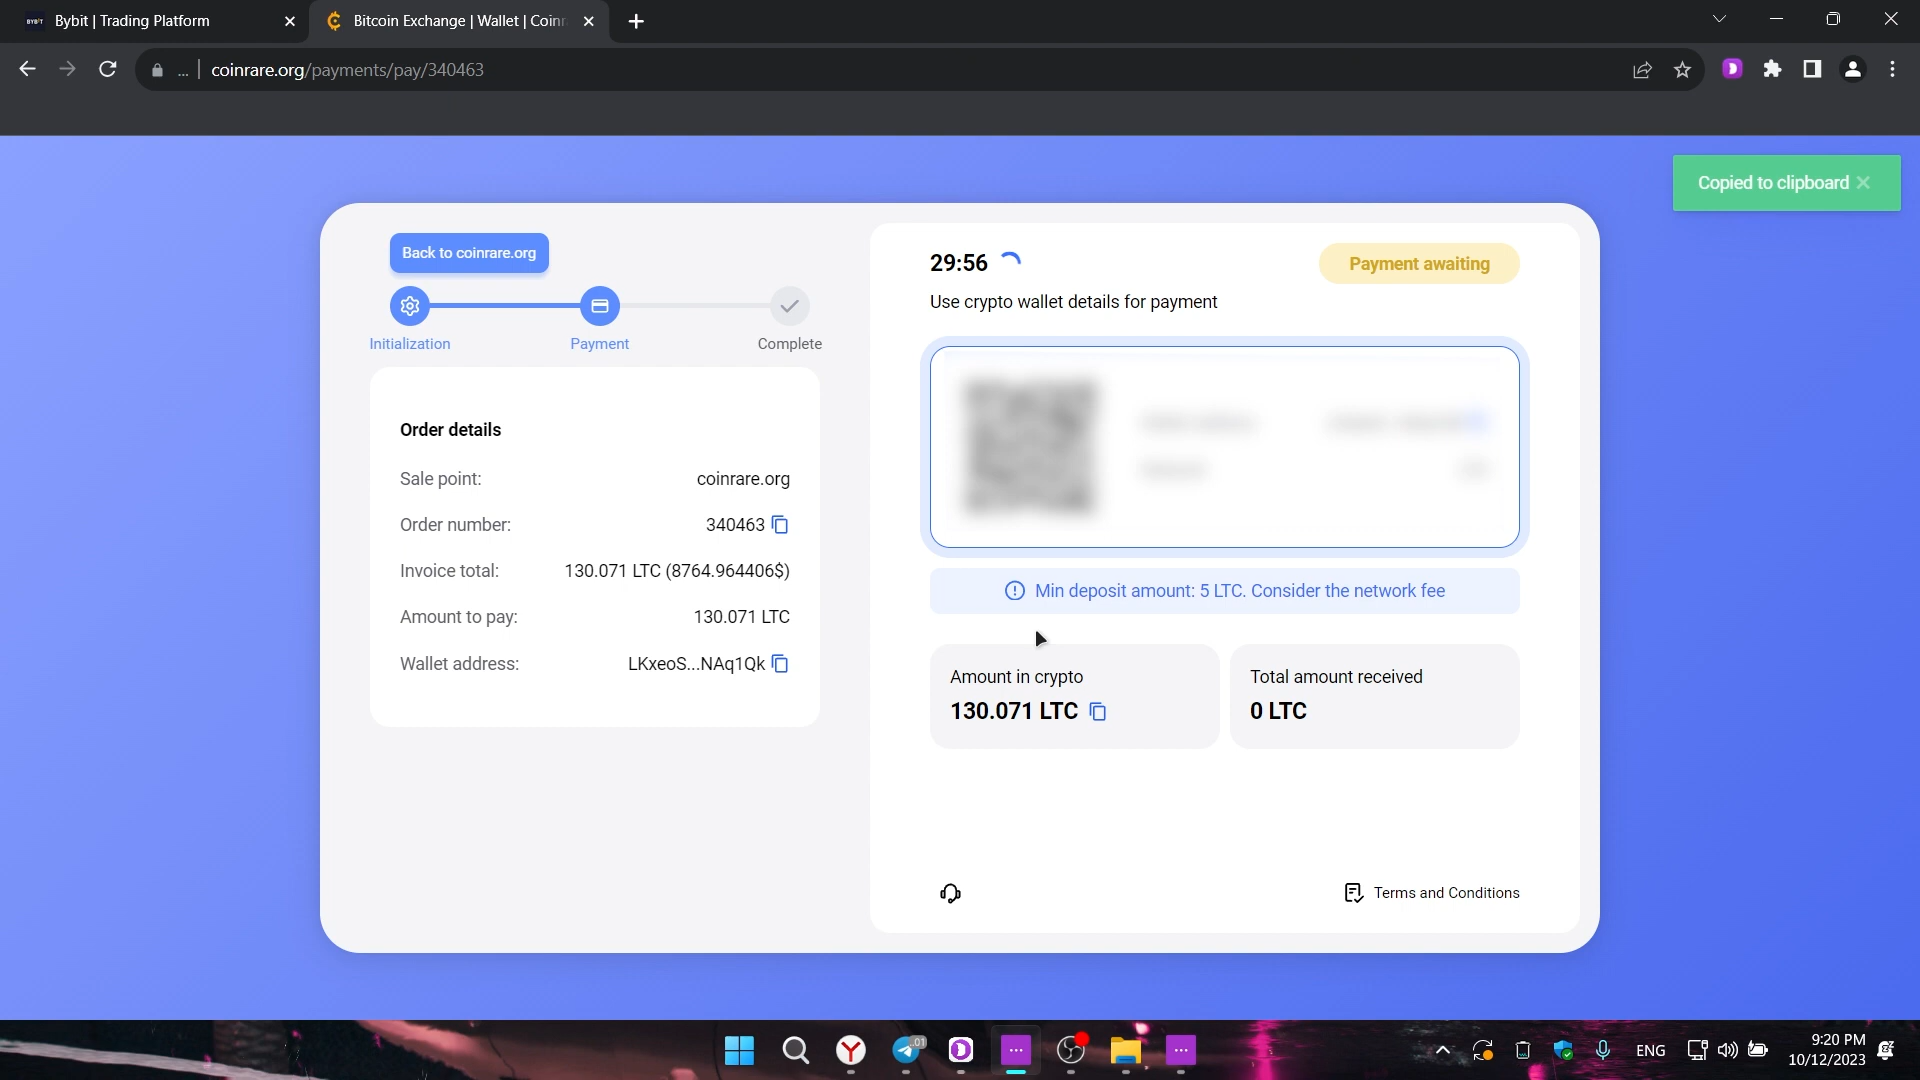 Bybit | Trading Platform
Bitcoin Exchange | Wallet | Coinr
... coinrare.org/payments/pay/340463
Copied to clipboard
Back to coinrare.org
Initialization
Payment
Complete
Order details
Sale point: coinrare.org
Order number: 340463
Invoice total: 130.071 LTC (8764.964406$)
Amount to pay: 130.071 LTC
Wallet address: LKxeoS...NAq1Qk
29:56
Payment awaiting
Use crypto wallet details for payment
Min deposit amount: 5 LTC. Consider the network fee
Amount in crypto
130.071 LTC
Total amount received
0 LTC
Terms and Conditions
..01
ENG
9:20 PM
10/12/2023